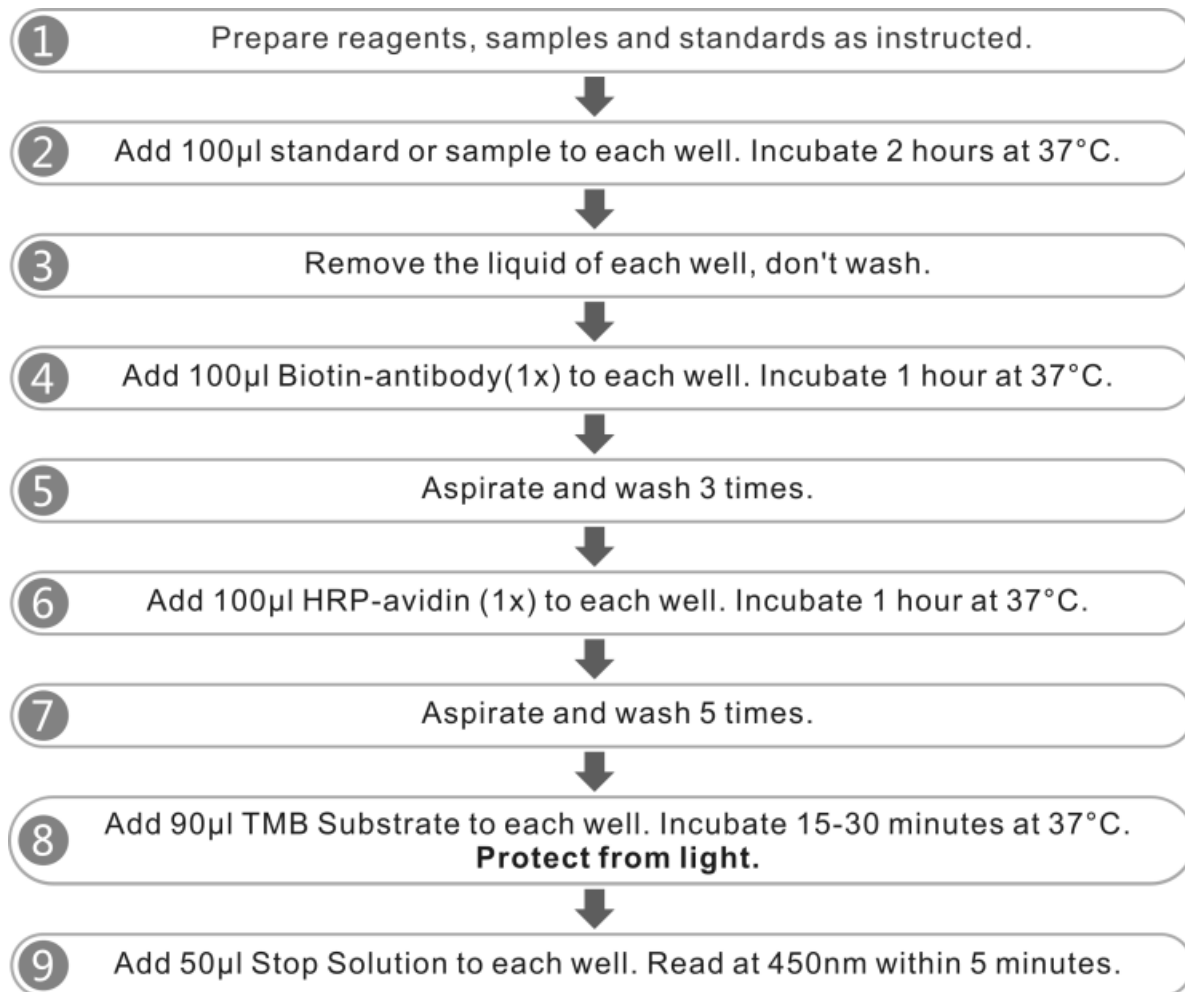 1 Prepare reagents, samples and standards as instructed.
2 Add 100µl standard or sample to each well. Incubate 2 hours at 37°C.
3 Remove the liquid of each well, don't wash.
4 Add 100µl Biotin-antibody(1x) to each well. Incubate 1 hour at 37°C.
5 Aspirate and wash 3 times.
6 Add 100µl HRP-avidin (1x) to each well. Incubate 1 hour at 37°C.
7 Aspirate and wash 5 times.
8 Add 90µl TMB Substrate to each well. Incubate 15-30 minutes at 37°C.
Protect from light.
9 Add 50µl Stop Solution to each well. Read at 450nm within 5 minutes.